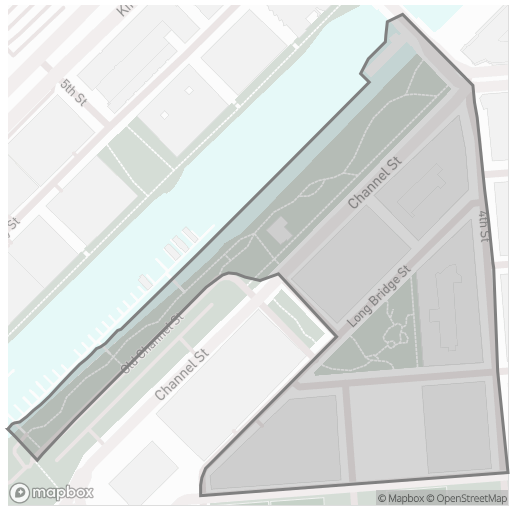 Ki
5th St
y St
Channel St
4th St
Long Bridge St
Old Channel St
Channel St
mapbox
© Mapbox © OpenStreetMap